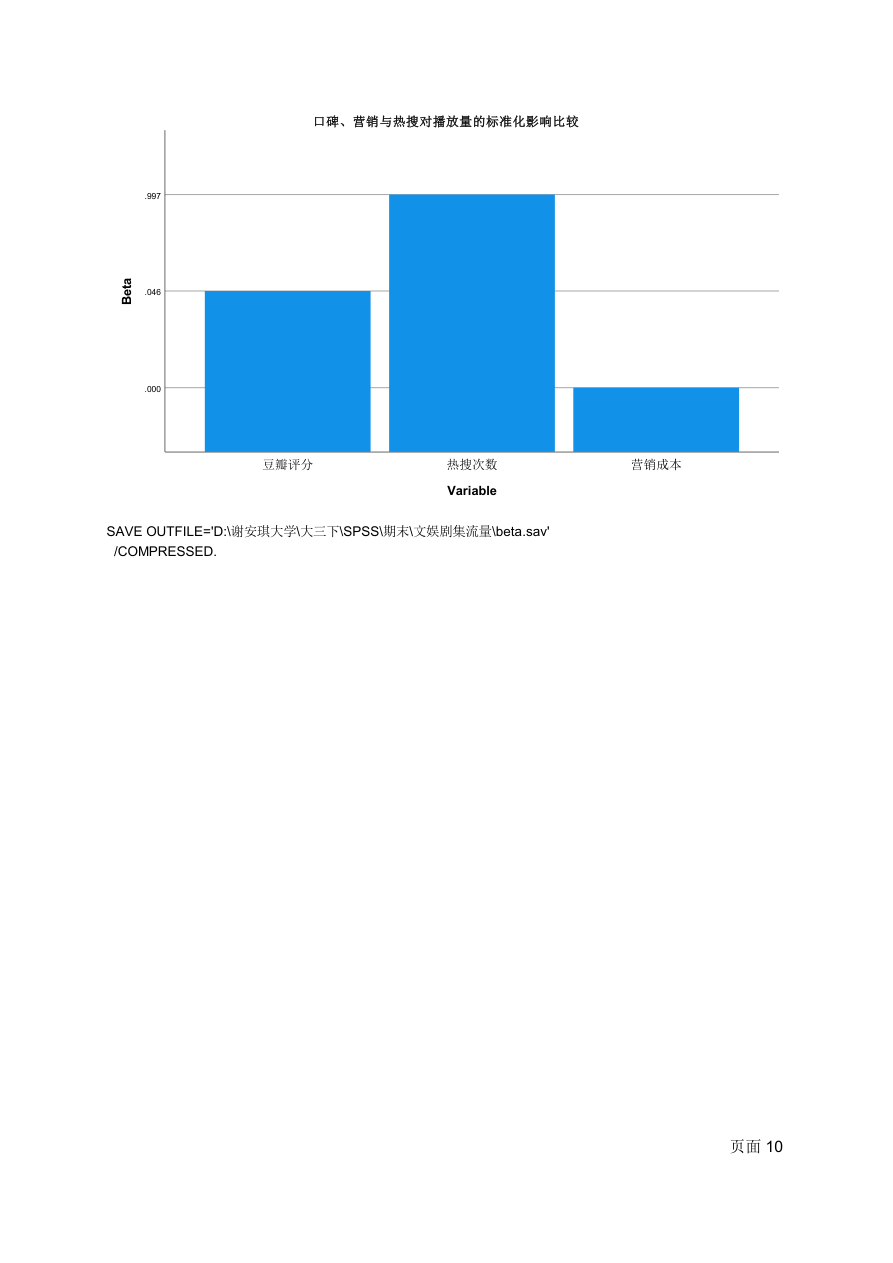 口碑、营销与热搜对播放量的标准化影响比较
.997
.046
.000
Beta
豆瓣评分 热搜次数 营销成本
Variable
SAVE OUTFILE='D:\谢安琪大学\大三下\SPSS\期末\文娱剧集流量\beta.sav'
/COMPRESSED.
页面 10